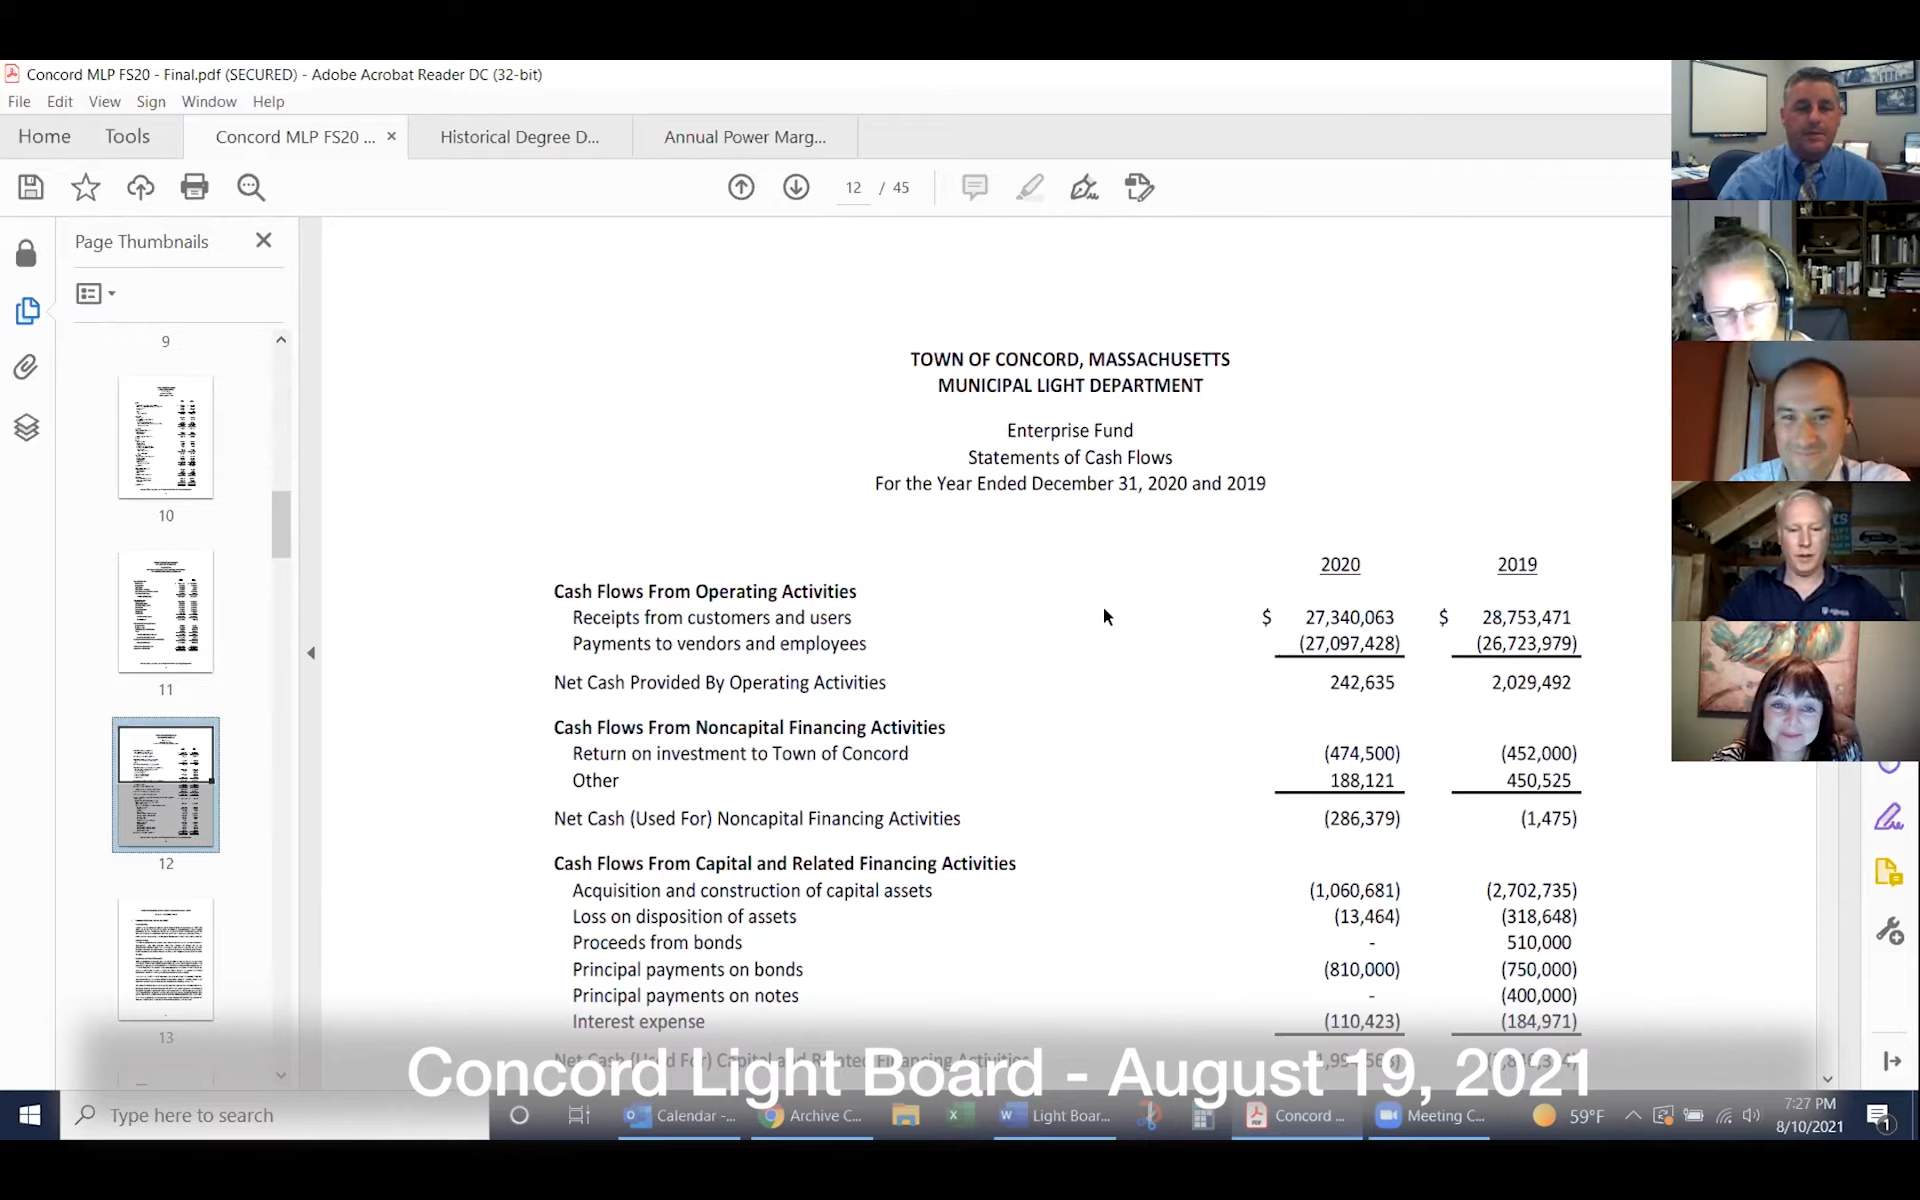 Concord MLP FS20 - Final.pdf (SECURED) - Adobe Acrobat Reader DC (32-bit)
File Edit View Sign Window Help
Home Tools Concord MLP FS20 ... × Historical Degree D... Annual Power Marg...
12 / 45
Page Thumbnails
9
10
11
12
13
TOWN OF CONCORD, MASSACHUSETTS
MUNICIPAL LIGHT DEPARTMENT
Enterprise Fund
Statements of Cash Flows
For the Year Ended December 31, 2020 and 2019
2020 2019
Cash Flows From Operating Activities
Receipts from customers and users $ 27,340,063 $ 28,753,471
Payments to vendors and employees (27,097,428) (26,723,979)
Net Cash Provided By Operating Activities 242,635 2,029,492
Cash Flows From Noncapital Financing Activities
Return on investment to Town of Concord (474,500) (452,000)
Other 188,121 450,525
Net Cash (Used For) Noncapital Financing Activities (286,379) (1,475)
Cash Flows From Capital and Related Financing Activities
Acquisition and construction of capital assets (1,060,681) (2,702,735)
Loss on disposition of assets (13,464) (318,648)
Proceeds from bonds - 510,000
Principal payments on bonds (810,000) (750,000)
Principal payments on notes - (400,000)
Interest expense (110,423) (184,971)
Net Cash (Used For) Capital and Related Financing Activities
Concord Light Board - August 19, 2021
Type here to search
Calendar -...
Archive C...
Light Boar...
Concord ...
Meeting C...
59°F
7:27 PM
8/10/2021
1